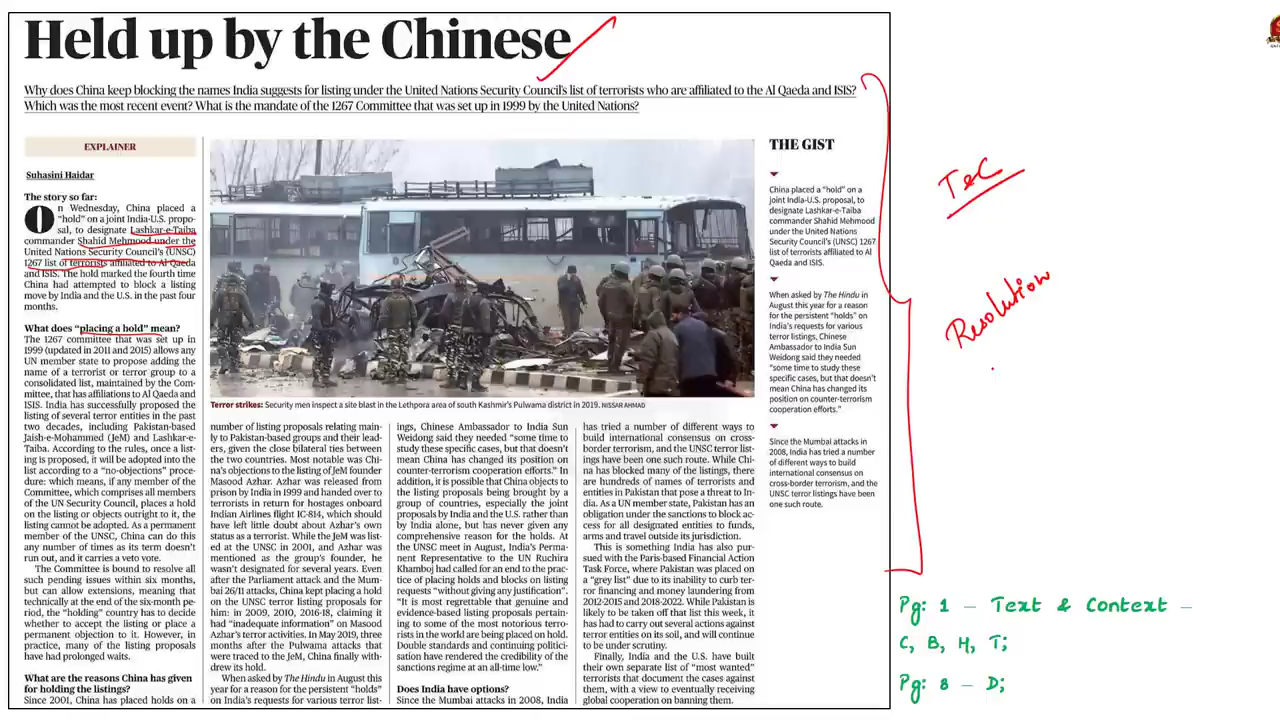 Held up by the Chinese
Why does China keep blocking the names India suggests for listing under the United Nations Security Council's list of terrorists who are affiliated to the Al Qaeda and ISIS?
Which was the most recent event? What is the mandate of the 1267 Committee that was set up in 1999 by the United Nations?
EXPLAINER
Suhasini Haidar
The story so far:
On Wednesday, China placed a
"hold" on a joint India-U.S. propo-
sal, to designate Lashkar-e-Taiba
commander Shahid Mehmood under the
United Nations Security Council's (UNSC)
1267 list of terrorists affiliated to Al Qaeda
and ISIS. The hold marked the fourth time
China had attempted to block a listing
move by India and the U.S. in the past four
months.
What does "placing a hold" mean?
The 1267 committee that was set up in
1999 (updated in 2011 and 2015) allows any
UN member state to propose adding the
name of a terrorist or terror group to a
consolidated list, maintained by the Com-
mittee, that has affiliations to Al Qaeda and
ISIS. India has successfully proposed the
listing of several terror entities in the past
two decades, including Pakistan-based
Jaish-e-Mohammed (JeM) and Lashkar-e-
Taiba. According to the rules, once a list-
ing is proposed, it will be adopted into the
list according to a "no-objections" proce-
dure: which means, if any member of the
Committee, which comprises all members
of the UN Security Council, places a hold
on the listing or objects outright to it, the
listing cannot be adopted. As a permanent
member of the UNSC, China can do this
any number of times as its term doesn't
run out, and it carries a veto vote.
The Committee is bound to resolve all
such pending issues within six months,
but can allow extensions, meaning that
technically at the end of the six-month pe-
riod, the "holding" country has to decide
whether to accept the listing or place a
permanent objection to it. However, in
practice, many of the listing proposals
have had prolonged waits.
What are the reasons China has given
for holding the listings?
Since 2001, China has placed holds on a
Terror strikes: Security men inspect a site blast in the Lethpora area of south Kashmir's Pulwama district in 2019. NISSAR AHMAD
number of listing proposals relating main-
ly to Pakistan-based groups and their lead-
ers, given the close bilateral ties between
the two countries. Most notable was Chi-
na's objections to the listing of JeM founder
Masood Azhar. Azhar was released from
prison by India in 1999 and handed over to
terrorists in return for hostages onboard
Indian Airlines flight IC-814, which should
have left little doubt about Azhar's own
status as a terrorist. While the JeM was list-
ed at the UNSC in 2001, and Azhar was
mentioned as the group's founder, he
wasn't designated for several years. Even
after the Parliament attack and the Mum-
bai 26/11 attacks, China kept placing a hold
on the UNSC terror listing proposals for
him: in 2009, 2010, 2016-18, claiming it
had "inadequate information" on Masood
Azhar's terror activities. In May 2019, three
months after the Pulwama attacks that
were traced to the JeM, China finally with-
drew its hold.
When asked by The Hindu in August this
year for a reason for the persistent "holds"
on India's requests for various terror list-
ings, Chinese Ambassador to India Sun
Weidong said they needed "some time to
study these specific cases, but that doesn't
mean China has changed its position on
counter-terrorism cooperation efforts." In
addition, it is possible that China objects to
the listing proposals being brought by a
group of countries, especially the joint
proposals by India and the U.S. rather than
by India alone, but has never given any
comprehensive reason for the holds. At
the UNSC meet in August, India's Perma-
nent Representative to the UN Ruchira
Khamboj had called for an end to the prac-
tice of placing holds and blocks on listing
requests "without giving any justification".
"It is most regrettable that genuine and
evidence-based listing proposals pertain-
ing to some of the most notorious terro-
rists in the world are being placed on hold.
Double standards and continuing politici-
sation have rendered the credibility of the
sanctions regime at an all-time low."
Does India have options?
Since the Mumbai attacks in 2008, India
has tried a number of different ways to
build international consensus on cross-
border terrorism, and the UNSC terror list-
ings have been one such route. While Chi-
na has blocked many of the listings, there
are hundreds of names of terrorists and
entities in Pakistan that pose a threat to In-
dia. As a UN member state, Pakistan has an
obligation under the sanctions to block ac-
cess for all designated entities to funds,
arms and travel outside its jurisdiction.
This is something India has also pur-
sued with the Paris-based Financial Action
Task Force, where Pakistan was placed on
a "grey list" due to its inability to curb ter-
ror financing and money laundering from
2012-2015 and 2018-2022. While Pakistan is
likely to be taken off that list this week, it
has had to carry out several actions against
terror entities on its soil, and will continue
to be under scrutiny.
Finally, India and the U.S. have built
their own separate list of "most wanted"
terrorists that document the cases against
them, with a view to eventually receiving
global cooperation on banning them.
THE GIST
China placed a "hold" on a
joint India-U.S. proposal, to
designate Lashkar-e-Taiba
commander Shahid Mehmood
under the United Nations
Security Council's (UNSC) 1267
list of terrorists affiliated to Al
Qaeda and ISIS.
When asked by The Hindu in
August this year for a reason
for the persistent "holds" on
India's requests for various
terror listings, Chinese
Ambassador to India Sun
Weidong said they needed
"some time to study these
specific cases, but that doesn't
mean China has changed its
position on counter-terrorism
cooperation efforts."
Since the Mumbai attacks in
2008, India has tried a number
of different ways to build
international consensus on
cross-border terrorism, and the
UNSC terror listings have been
one such route.
T&C
Resolution
Pg: 1 – Text & Context –
C, B, H, T;
Pg: 8 – D;